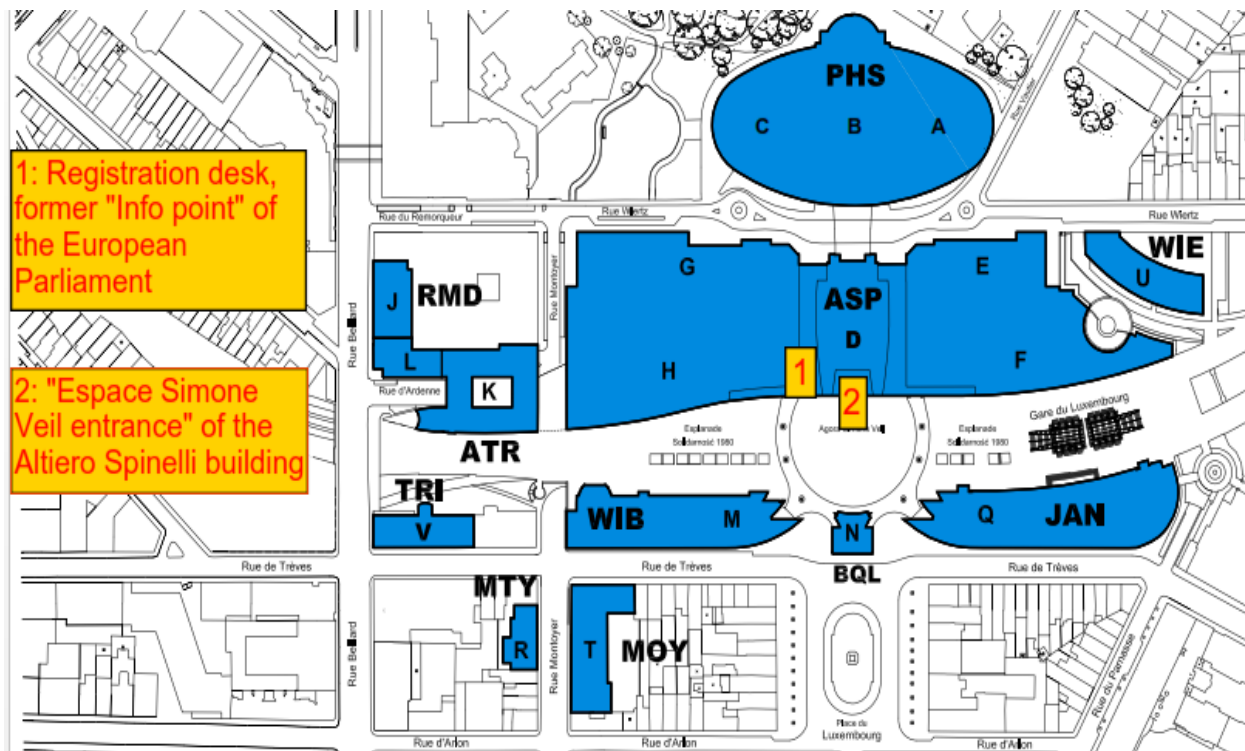 PHS
C
B
A
Rue Vautier
1: Registration desk,
former "Info point" of
the European
Parliament
Rue du Remorqueur
Rue Wiertz
Rue Wiertz
G
E
WIE
U
J
RMD
Rue Montoyer
ASP
D
Rue Belliard
L
H
1
F
2: "Espace Simone
Veil entrance" of the
Altiero Spinelli building
Rue d'Ardenne
K
2
Gare du Luxembourg
Esplanade
Solidarność 1980
Esplanade
Solidarność 1980
ATR
TRI
V
WIB
M
N
Q
JAN
Rue de Trèves
Rue de Trèves
Rue de Trèves
BQL
MTY
R
T
MOY
Rue Belliard
Rue Montoyer
Rue du Parnasse
Place du
Luxembourg
Rue d'Arlon
Rue d'Arlon
Rue d'Arlon